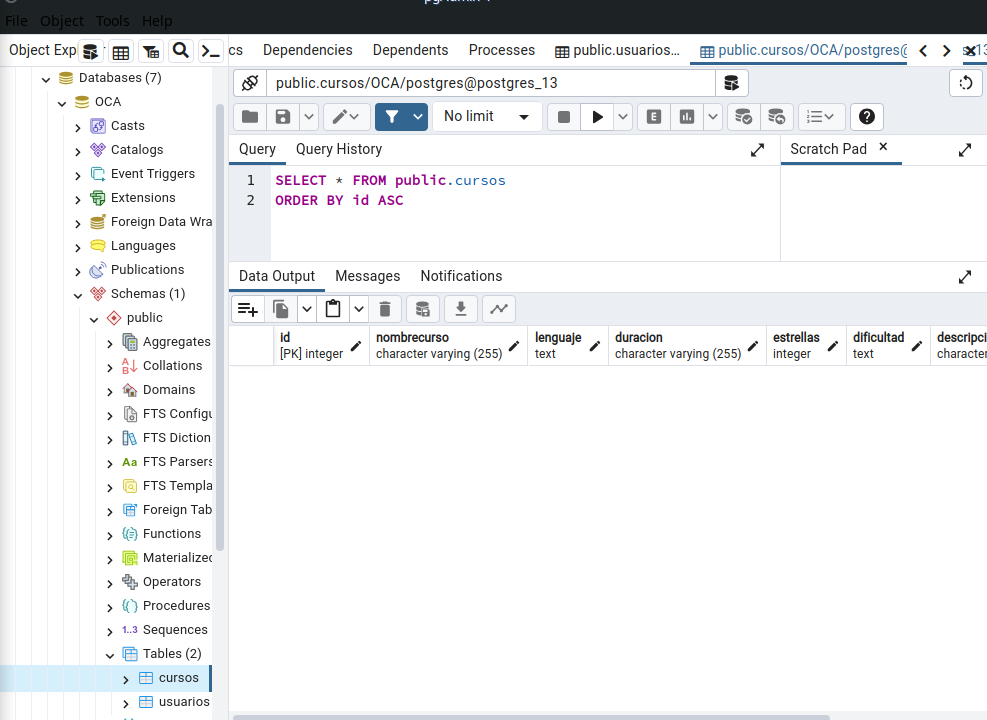 File Object Tools Help
Object Exp
cs Dependencies Dependents Processes public.usuarios... public.cursos/OCA/postgres@
Databases (7)
OCA
Casts
Catalogs
Event Triggers
Extensions
Foreign Data Wra
Languages
Publications
Schemas (1)
public
Aggregates
Collations
Domains
FTS Configu
FTS Diction
FTS Parsers
FTS Templa
Foreign Tab
Functions
Materialized
Operators
Procedures
1..3 Sequences
Tables (2)
cursos
usuarios
public.cursos/OCA/postgres@postgres_13
No limit
Query Query History
Scratch Pad
1 SELECT * FROM public.cursos
2 ORDER BY id ASC
Data Output Messages Notifications
id nombrecurso lenguaje duracion estrellas dificultad descripci
[PK] integer character varying (255) text character varying (255) integer text character